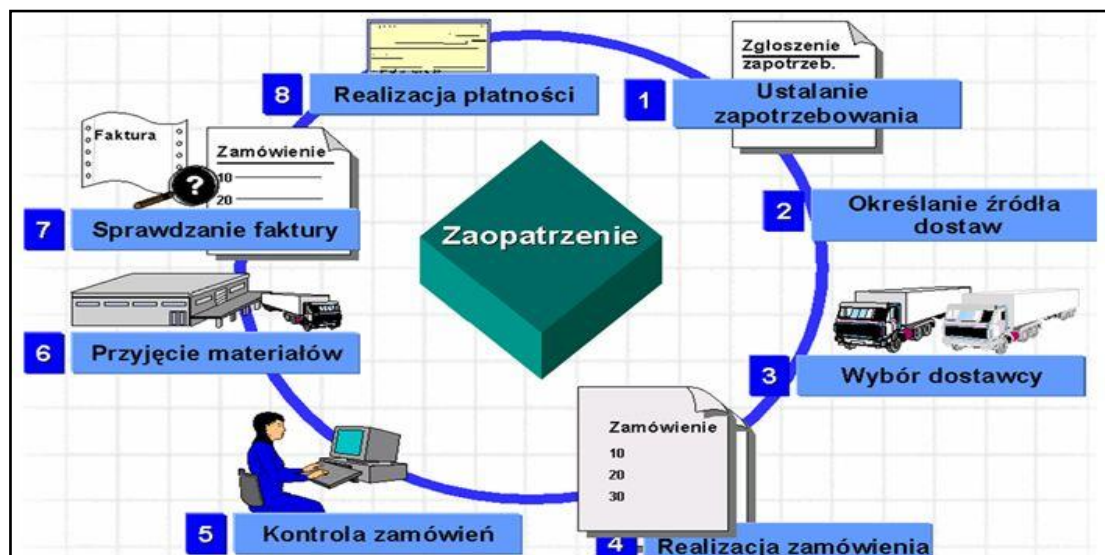 Zgloszenie
zapotrzeb.
1
Ustalanie
zapotrzebowania
2
Określanie źródła
dostaw
3
Wybór dostawcy
Zamówienie
10
20
30
4
Realizacja zamówienia
5
Kontrola zamówień
6
Przyjęcie materiałów
Faktura
?
Zamówienie
10
20
7
Sprawdzanie faktury
8
Realizacja płatności
Zaopatrzenie